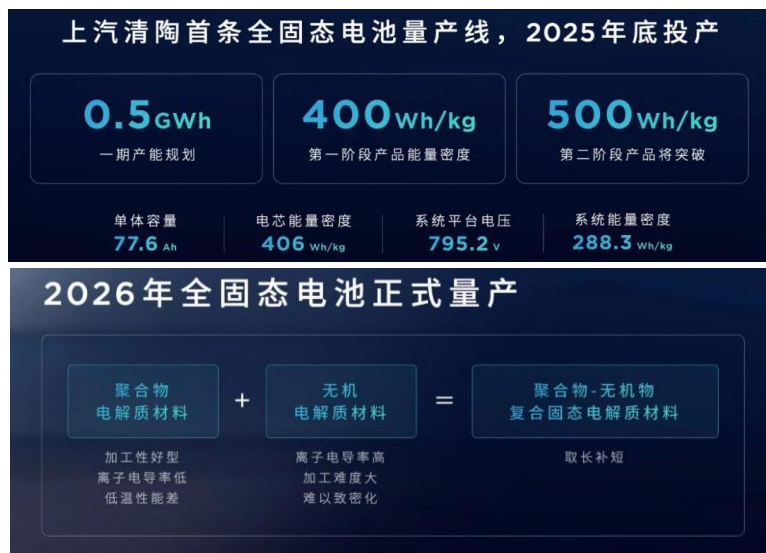 上汽清陶首条全固态电池量产线，2025年底投产
0.5GWh
400Wh/kg
500Wh/kg
一期产能规划
第一阶段产品能量密度
第二阶段产品将突破
单体容量
电芯能量密度
系统平台电压
系统能量密度
77.6 Ah
406 Wh/kg
795.2 V
288.3 Wh/kg
2026年全固态电池正式量产
聚合物
电解质材料
+
无机
电解质材料
=
聚合物-无机物
复合固态电解质材料
加工性好型
离子电导率低
低温性能差
离子电导率高
加工难度大
难以致密化
取长补短